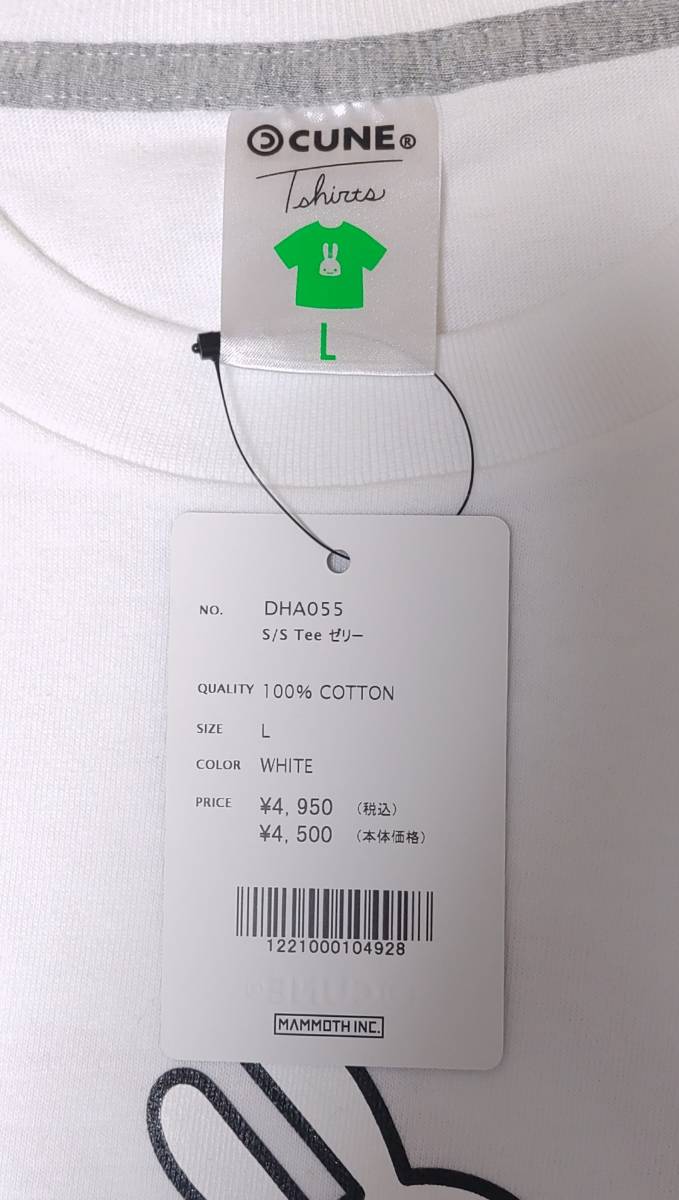 CUNE®
Tshirts
L
NO. DHA055
S/S Tee ゼリー
QUALITY 100% COTTON
SIZE L
COLOR WHITE
PRICE ¥4,950 (税込)
¥4,500 (本体価格)
1221000104928
MAMMOTH INC.